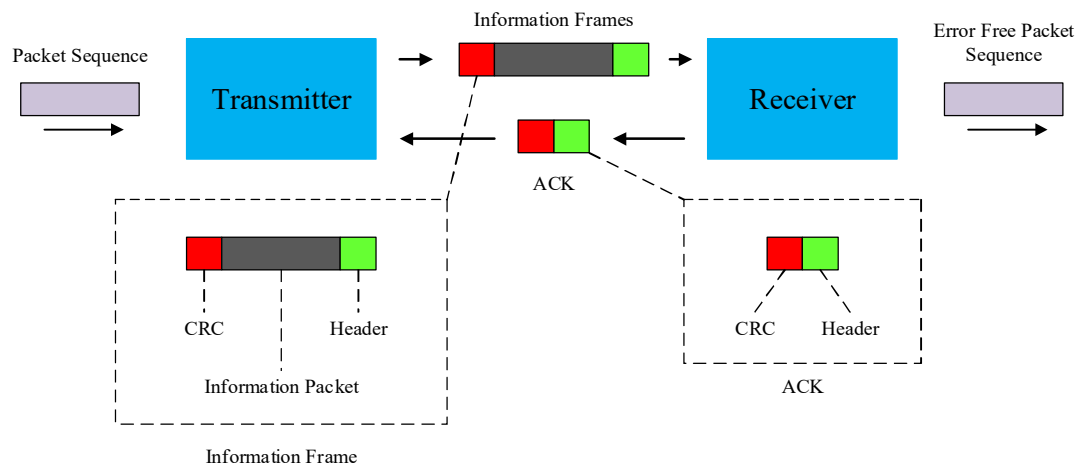 Information Frames
Packet Sequence
Error Free Packet
Sequence
Transmitter
Receiver
ACK
CRC
Header
Information Packet
Information Frame
CRC
Header
ACK